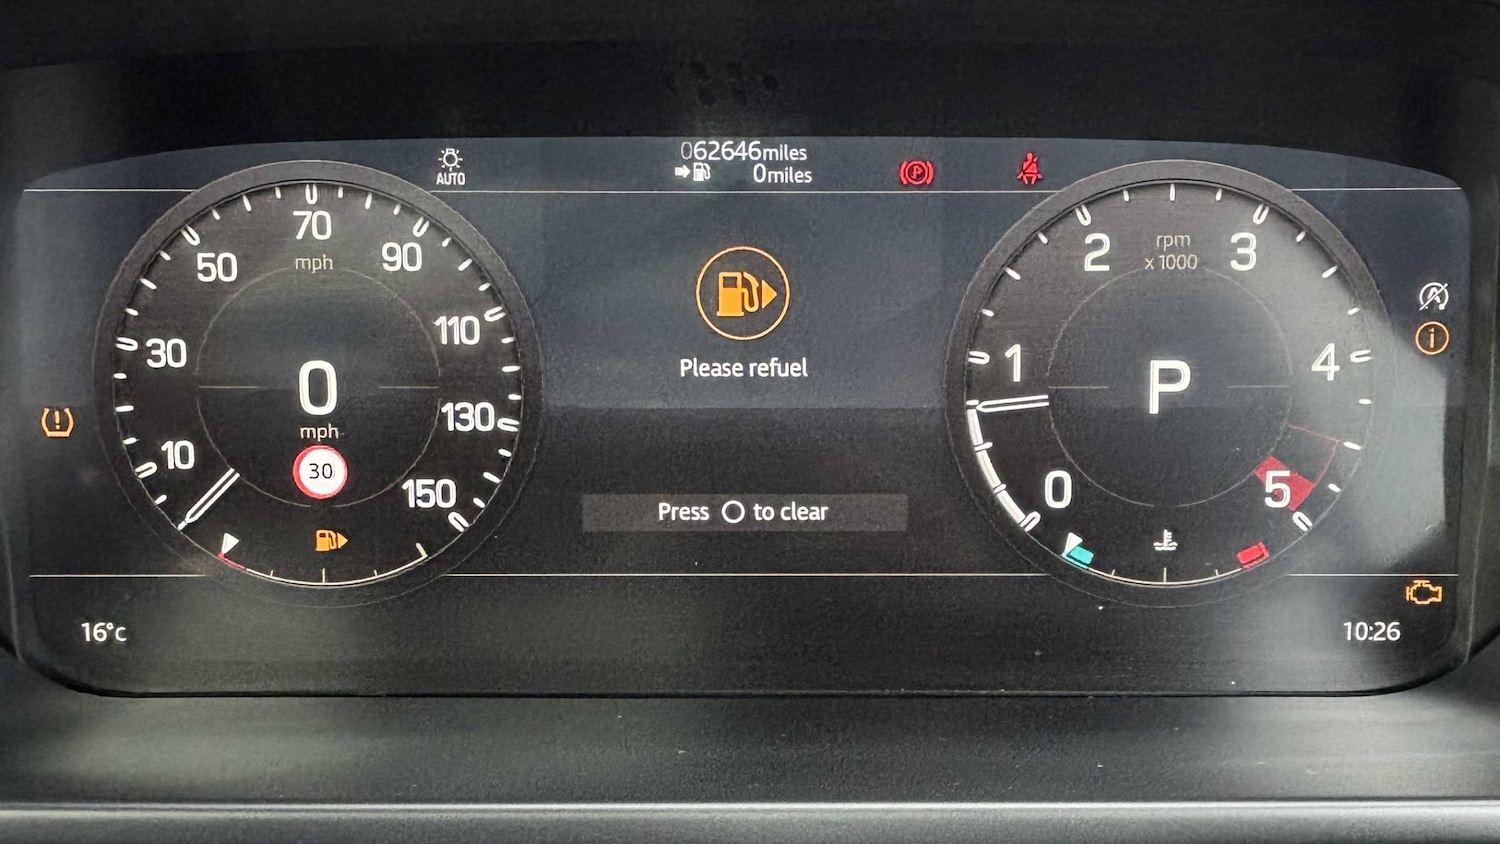 AUTO
062646miles
0miles
P
10
30
50
70
90
110
130
150
mph
0
mph
30
Please refuel
Press O to clear
0
1
2
3
4
5
rpm
x 1000
P
A
i
!
16°c
10:26